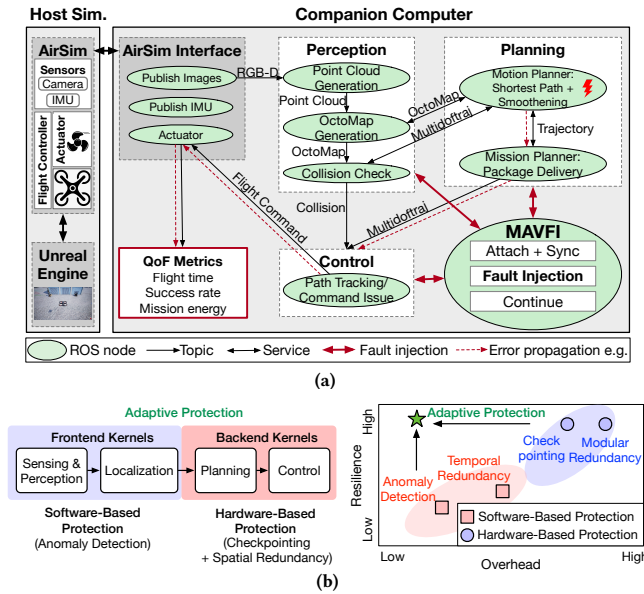 Host Sim.
Companion Computer
AirSim
Sensors
Camera
IMU
Flight Controller
Actuator
Unreal
Engine
AirSim Interface
Publish Images
Publish IMU
Actuator
RGB-D
Perception
Point Cloud
Generation
Point Cloud
OctoMap
Generation
OctoMap
Collision Check
Collision
OctoMap
Multidoftraj
Planning
Motion Planner:
Shortest Path +
Smoothening
Trajectory
Mission Planner:
Package Delivery
Flight Command
Multidoftraj
QoF Metrics
Flight time
Success rate
Mission energy
Control
Path Tracking/
Command Issue
MAVFI
Attach + Sync
Fault Injection
Continue
ROS node
Topic
Service
Fault injection
Error propagation e.g.
(a)
Adaptive Protection
Frontend Kernels
Backend Kernels
Sensing &
Perception
Localization
Planning
Control
Software-Based
Protection
(Anomaly Detection)
Hardware-Based
Protection
(Checkpointing
+ Spatial Redundancy)
Resilience
High
Low
Adaptive Protection
Check
pointing
Modular
Redundancy
Temporal
Redundancy
Anomaly
Detection
Software-Based Protection
Hardware-Based Protection
Low
High
Overhead
(b)